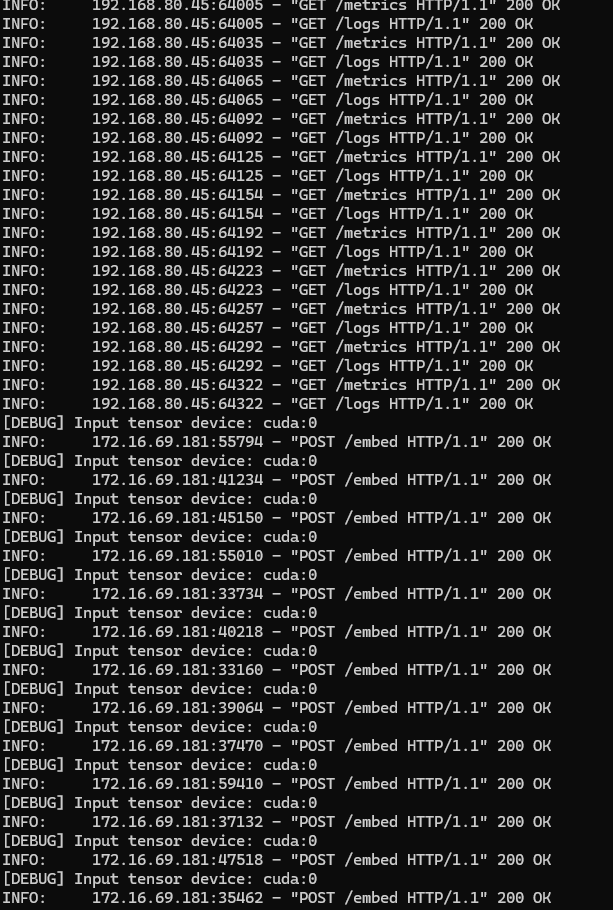 INFO:     192.168.80.45:64005 - "GET /metrics HTTP/1.1" 200 OK
INFO:     192.168.80.45:64005 - "GET /logs HTTP/1.1" 200 OK
INFO:     192.168.80.45:64035 - "GET /metrics HTTP/1.1" 200 OK
INFO:     192.168.80.45:64035 - "GET /logs HTTP/1.1" 200 OK
INFO:     192.168.80.45:64065 - "GET /metrics HTTP/1.1" 200 OK
INFO:     192.168.80.45:64065 - "GET /logs HTTP/1.1" 200 OK
INFO:     192.168.80.45:64092 - "GET /metrics HTTP/1.1" 200 OK
INFO:     192.168.80.45:64092 - "GET /logs HTTP/1.1" 200 OK
INFO:     192.168.80.45:64125 - "GET /metrics HTTP/1.1" 200 OK
INFO:     192.168.80.45:64125 - "GET /logs HTTP/1.1" 200 OK
INFO:     192.168.80.45:64154 - "GET /metrics HTTP/1.1" 200 OK
INFO:     192.168.80.45:64154 - "GET /logs HTTP/1.1" 200 OK
INFO:     192.168.80.45:64192 - "GET /metrics HTTP/1.1" 200 OK
INFO:     192.168.80.45:64192 - "GET /logs HTTP/1.1" 200 OK
INFO:     192.168.80.45:64223 - "GET /metrics HTTP/1.1" 200 OK
INFO:     192.168.80.45:64223 - "GET /logs HTTP/1.1" 200 OK
INFO:     192.168.80.45:64257 - "GET /metrics HTTP/1.1" 200 OK
INFO:     192.168.80.45:64257 - "GET /logs HTTP/1.1" 200 OK
INFO:     192.168.80.45:64292 - "GET /metrics HTTP/1.1" 200 OK
INFO:     192.168.80.45:64292 - "GET /logs HTTP/1.1" 200 OK
INFO:     192.168.80.45:64322 - "GET /metrics HTTP/1.1" 200 OK
INFO:     192.168.80.45:64322 - "GET /logs HTTP/1.1" 200 OK
[DEBUG] Input tensor device: cuda:0
INFO:     172.16.69.181:55794 - "POST /embed HTTP/1.1" 200 OK
[DEBUG] Input tensor device: cuda:0
INFO:     172.16.69.181:41234 - "POST /embed HTTP/1.1" 200 OK
[DEBUG] Input tensor device: cuda:0
INFO:     172.16.69.181:45150 - "POST /embed HTTP/1.1" 200 OK
[DEBUG] Input tensor device: cuda:0
INFO:     172.16.69.181:55010 - "POST /embed HTTP/1.1" 200 OK
[DEBUG] Input tensor device: cuda:0
INFO:     172.16.69.181:33734 - "POST /embed HTTP/1.1" 200 OK
[DEBUG] Input tensor device: cuda:0
INFO:     172.16.69.181:40218 - "POST /embed HTTP/1.1" 200 OK
[DEBUG] Input tensor device: cuda:0
INFO:     172.16.69.181:33160 - "POST /embed HTTP/1.1" 200 OK
[DEBUG] Input tensor device: cuda:0
INFO:     172.16.69.181:39064 - "POST /embed HTTP/1.1" 200 OK
[DEBUG] Input tensor device: cuda:0
INFO:     172.16.69.181:37470 - "POST /embed HTTP/1.1" 200 OK
[DEBUG] Input tensor device: cuda:0
INFO:     172.16.69.181:59410 - "POST /embed HTTP/1.1" 200 OK
[DEBUG] Input tensor device: cuda:0
INFO:     172.16.69.181:37132 - "POST /embed HTTP/1.1" 200 OK
[DEBUG] Input tensor device: cuda:0
INFO:     172.16.69.181:47518 - "POST /embed HTTP/1.1" 200 OK
[DEBUG] Input tensor device: cuda:0
INFO:     172.16.69.181:35462 - "POST /embed HTTP/1.1" 200 OK